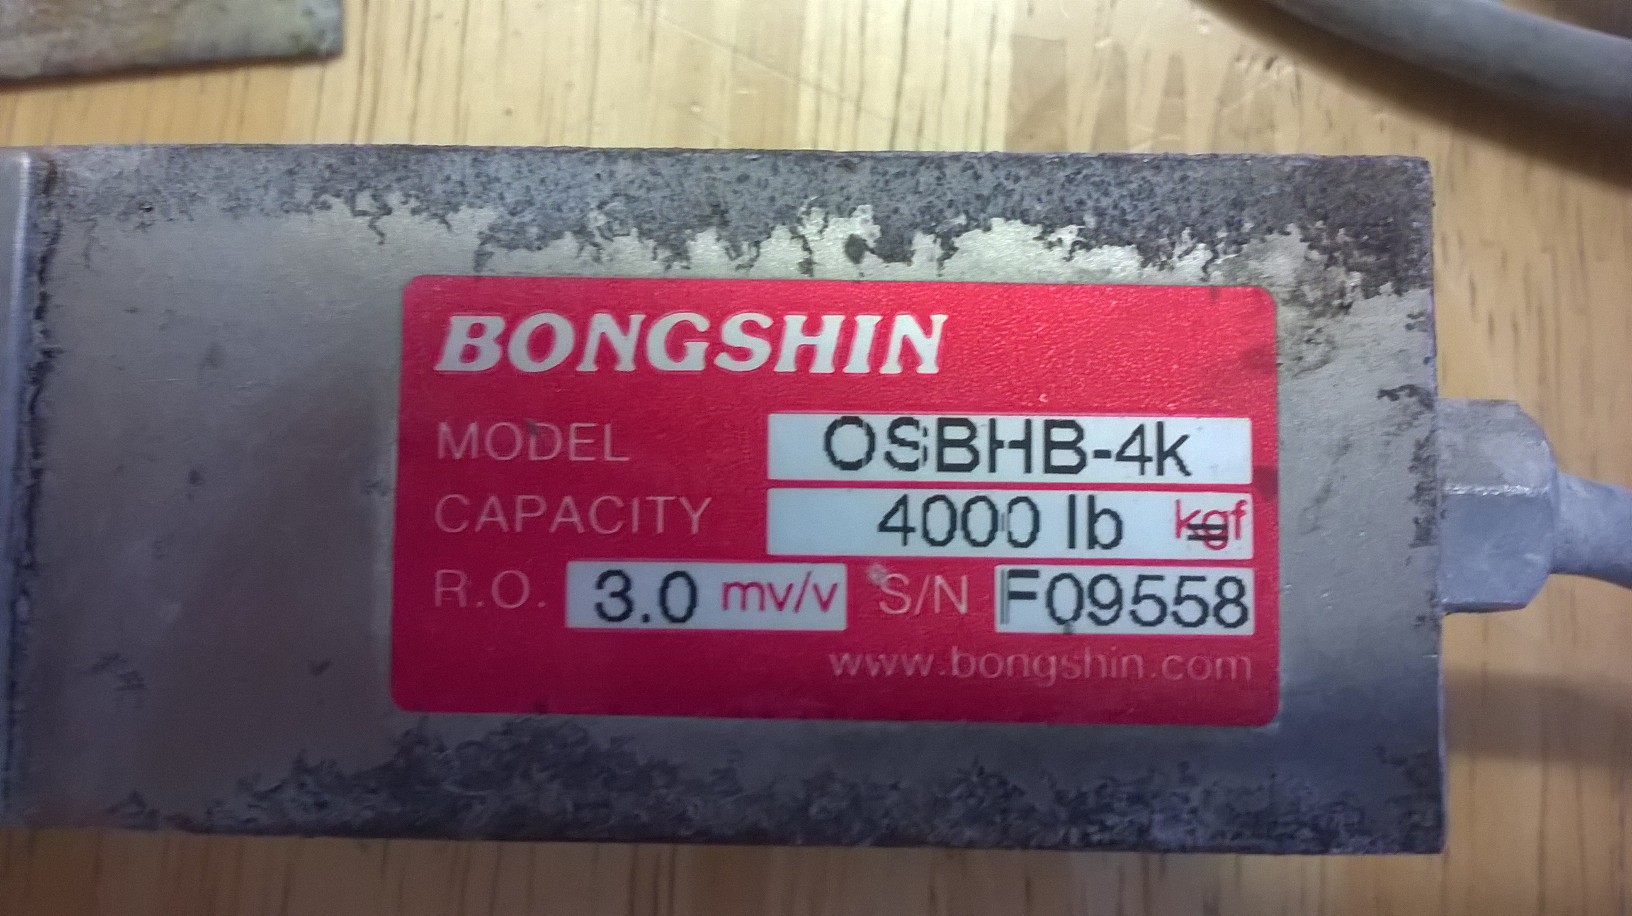 BONGSHIN
MODEL OSBHB-4k
CAPACITY 4000 lb kgf
R.O. 3.0 mv/v S/N F09558
www.bongshin.com